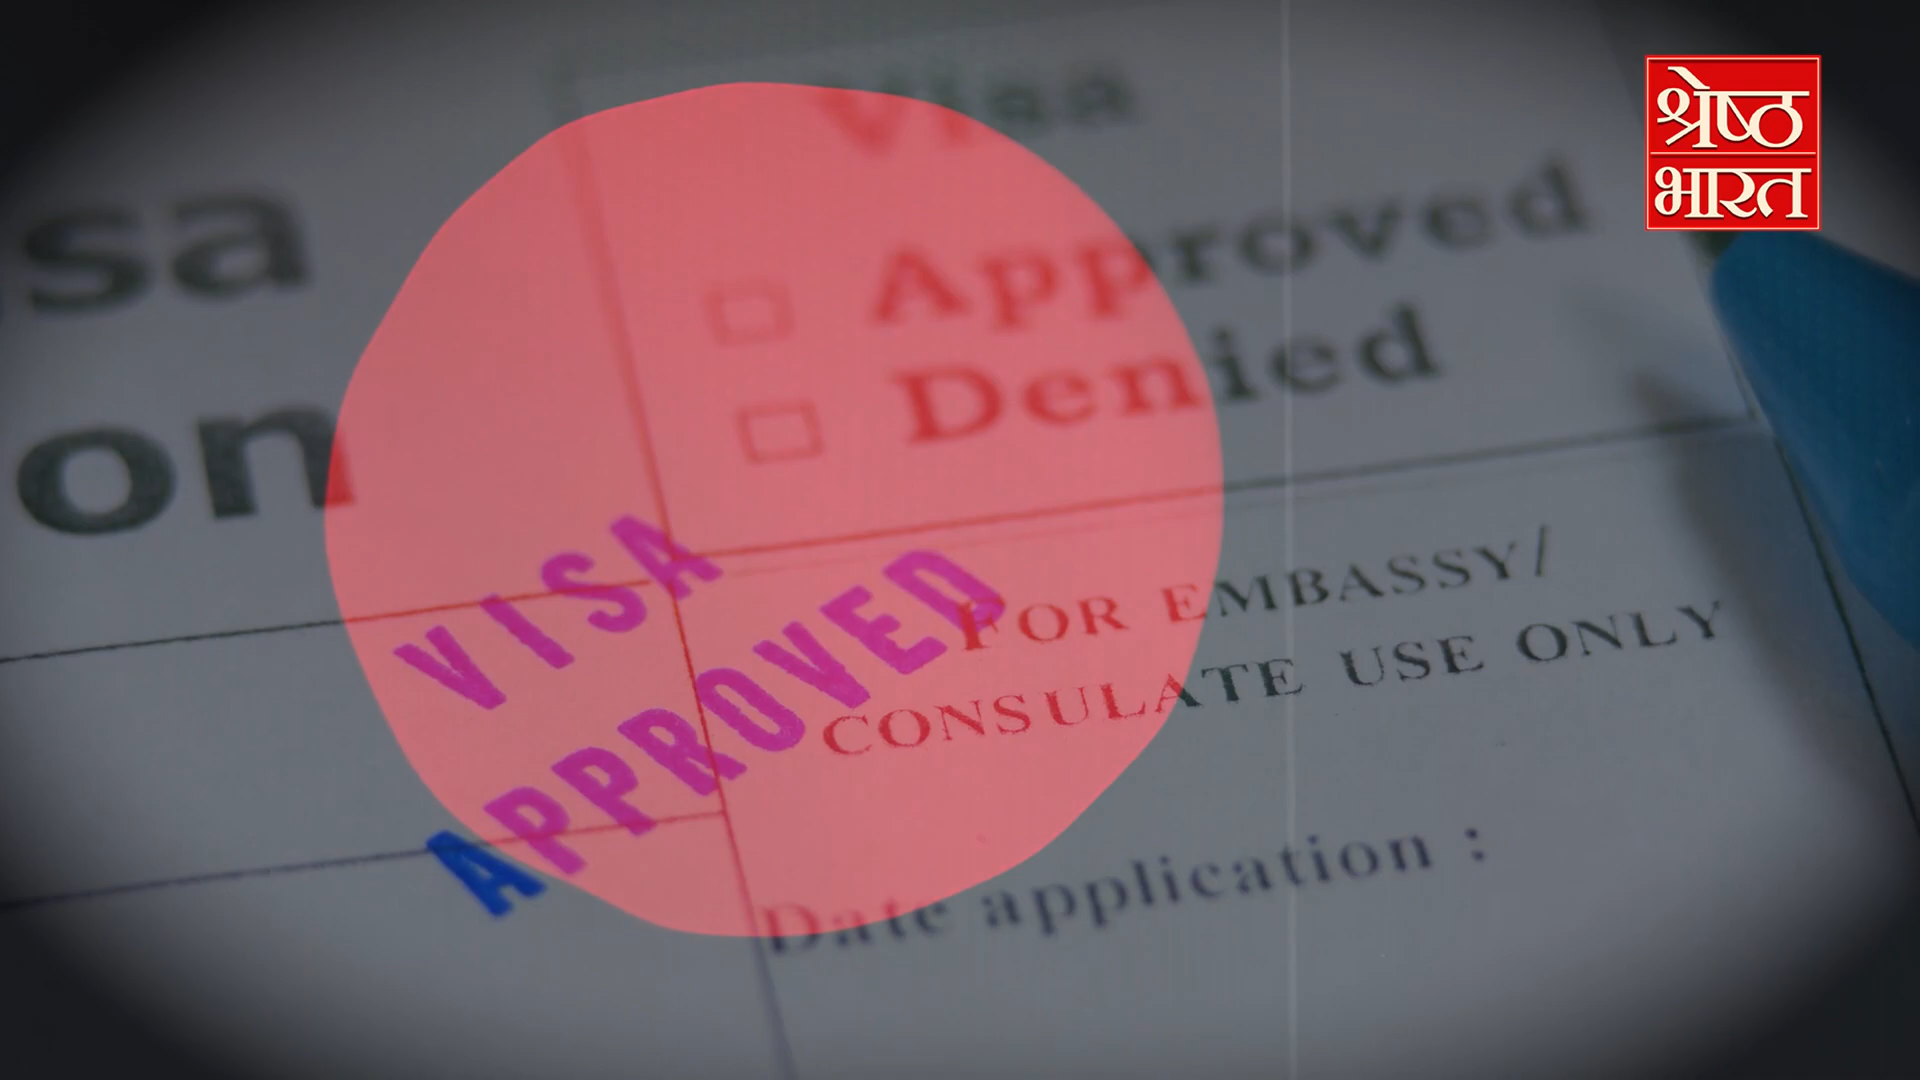 श्रेष्ठ
भारत
Visa
sa
Approved
on
Denied
VISA
APPROVED
FOR EMBASSY/
CONSULATE USE ONLY
Date application :